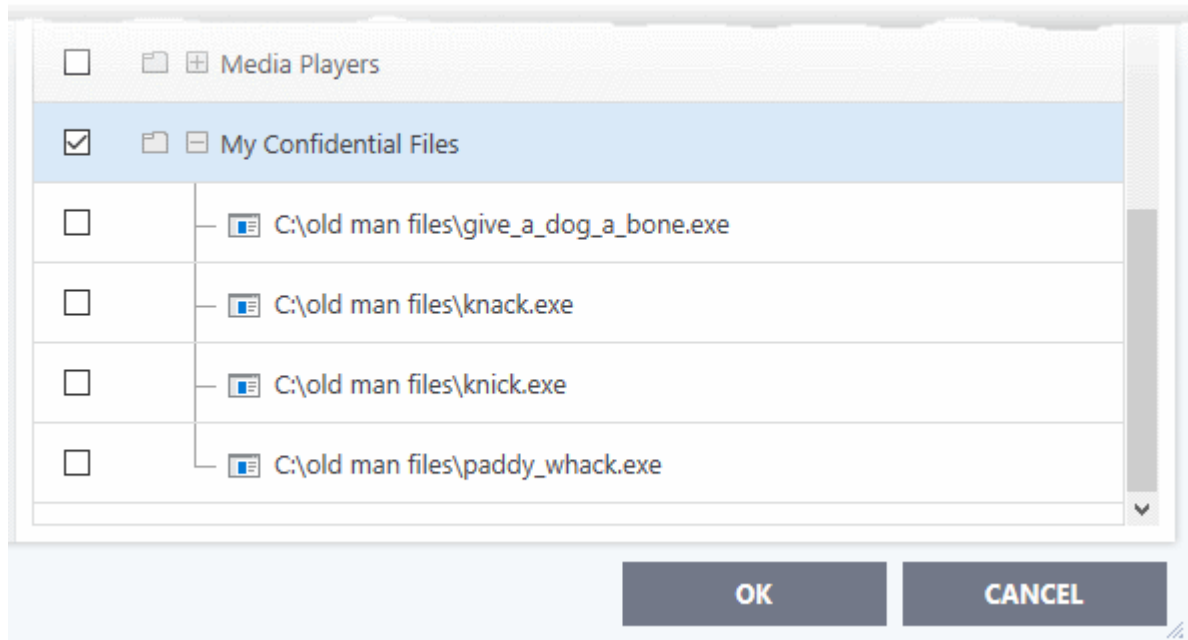 Media Players
My Confidential Files
C:\old man files\give_a_dog_a_bone.exe
C:\old man files\knack.exe
C:\old man files\knick.exe
C:\old man files\paddy_whack.exe
OK CANCEL